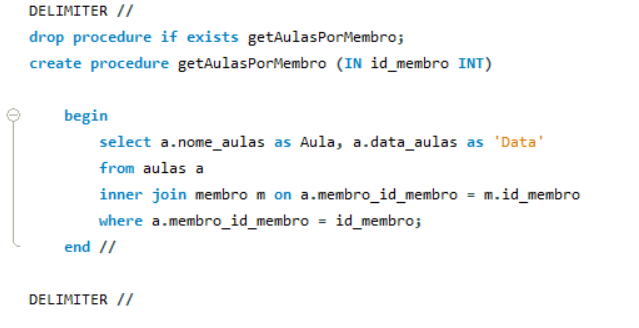 DELIMITER //
drop procedure if exists getAulasPorMembro;
create procedure getAulasPorMembro (IN id_membro INT)
begin
select a.nome_aulas as Aula, a.data_aulas as 'Data'
from aulas a
inner join membro m on a.membro_id_membro = m.id_membro
where a.membro_id_membro = id_membro;
end //
DELIMITER //